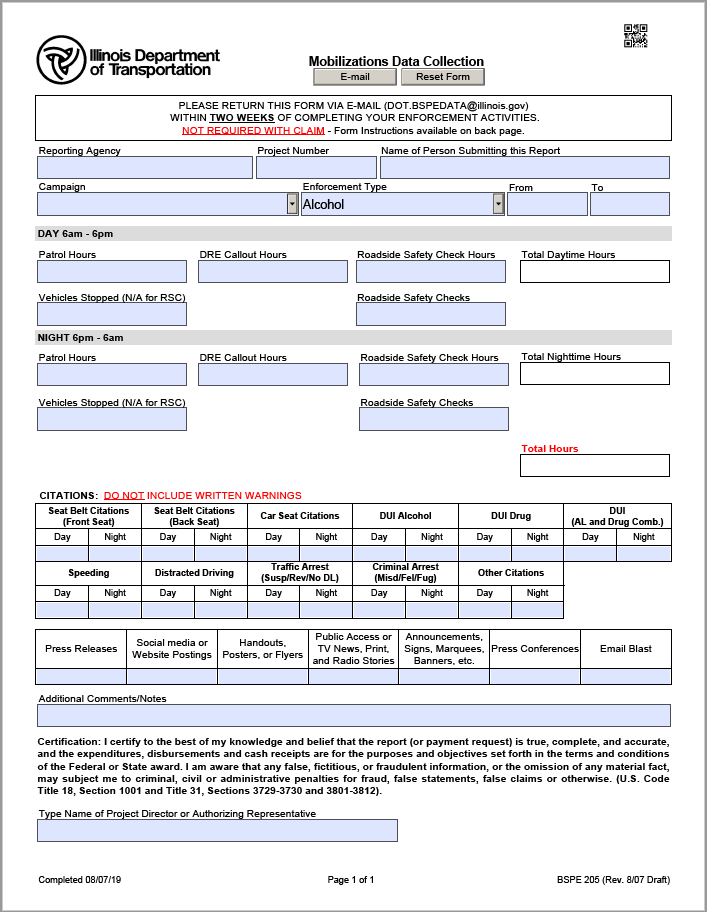 Illinois Department
of Transportation
Mobilizations Data Collection
E-mail Reset Form
PLEASE RETURN THIS FORM VIA E-MAIL (DOT.BSPEDATA@illinois.gov)
WITHIN TWO WEEKS OF COMPLETING YOUR ENFORCEMENT ACTIVITIES.
NOT REQUIRED WITH CLAIM - Form Instructions available on back page.
Reporting Agency Project Number Name of Person Submitting this Report
Campaign Enforcement Type From To
Alcohol
DAY 6am - 6pm
Patrol Hours DRE Callout Hours Roadside Safety Check Hours Total Daytime Hours
Vehicles Stopped (N/A for RSC) Roadside Safety Checks
NIGHT 6pm - 6am
Patrol Hours DRE Callout Hours Roadside Safety Check Hours Total Nighttime Hours
Vehicles Stopped (N/A for RSC) Roadside Safety Checks
Total Hours
CITATIONS: DO NOT INCLUDE WRITTEN WARNINGS
Seat Belt Citations
(Front Seat)
Seat Belt Citations
(Back Seat)
Car Seat Citations
DUI Alcohol
DUI Drug
DUI
(AL and Drug Comb.)
Day Night Day Night Day Night Day Night Day Night Day Night
Speeding
Distracted Driving
Traffic Arrest
(Susp/Rev/No DL)
Criminal Arrest
(Misd/Fel/Fug)
Other Citations
Day Night Day Night Day Night Day Night Day Night
Press Releases
Social media or
Website Postings
Handouts,
Posters, or Flyers
Public Access or
TV News, Print,
and Radio Stories
Announcements,
Signs, Marquees,
Banners, etc.
Press Conferences
Email Blast
Additional Comments/Notes
Certification: I certify to the best of my knowledge and belief that the report (or payment request) is true, complete, and accurate,
and the expenditures, disbursements and cash receipts are for the purposes and objectives set forth in the terms and conditions
of the Federal or State award. I am aware that any false, fictitious, or fraudulent information, or the omission of any material fact,
may subject me to criminal, civil or administrative penalties for fraud, false statements, false claims or otherwise. (U.S. Code
Title 18, Section 1001 and Title 31, Sections 3729-3730 and 3801-3812).
Type Name of Project Director or Authorizing Representative
Completed 08/07/19 Page 1 of 1 BSPE 205 (Rev. 8/07 Draft)